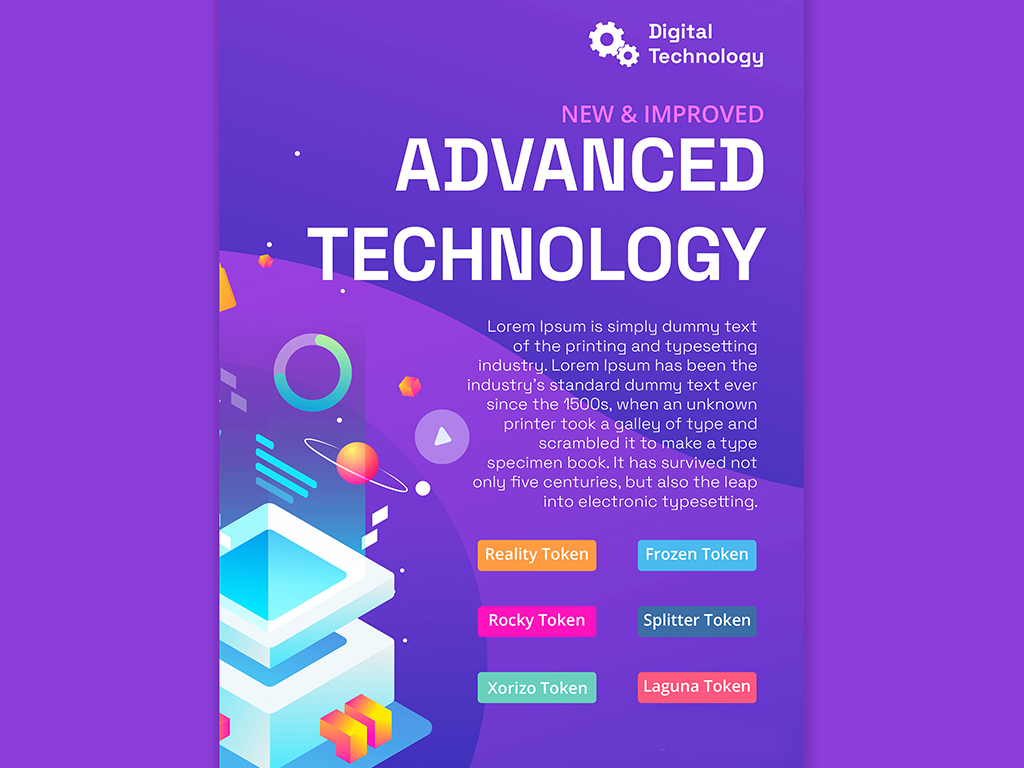 Digital
Technology
NEW & IMPROVED
ADVANCED
TECHNOLOGY
Lorem Ipsum is simply dummy text
of the printing and typesetting
industry. Lorem Ipsum has been the
industry's standard dummy text ever
since the 1500s, when an unknown
printer took a galley of type and
scrambled it to make a type
specimen book. It has survived not
only five centuries, but also the leap
into electronic typesetting.
Reality Token
Frozen Token
Rocky Token
Splitter Token
Xorizo Token
Laguna Token